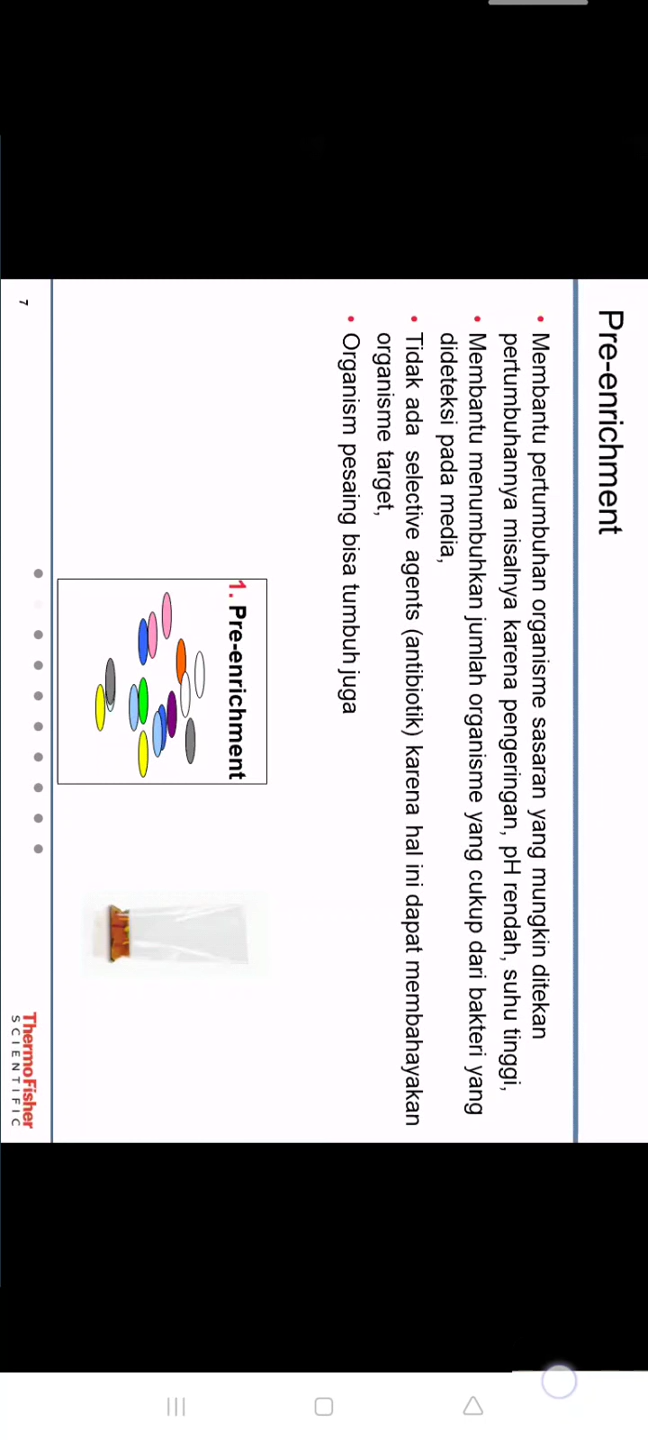 Pre-enrichment
• Membantu pertumbuhan organisme sasaran yang mungkin ditekan
pertumbuhannya misalnya karena pengeringan, pH rendah, suhu tinggi,
• Membantu menumbuhkan jumlah organisme yang cukup dari bakteri yang
dideteksi pada media,
• Tidak ada selective agents (antibiotik) karena hal ini dapat membahayakan
organisme target,
• Organism pesaing bisa tumbuh juga
1. Pre-enrichment
7
ThermoFisher
SCIENTIFIC